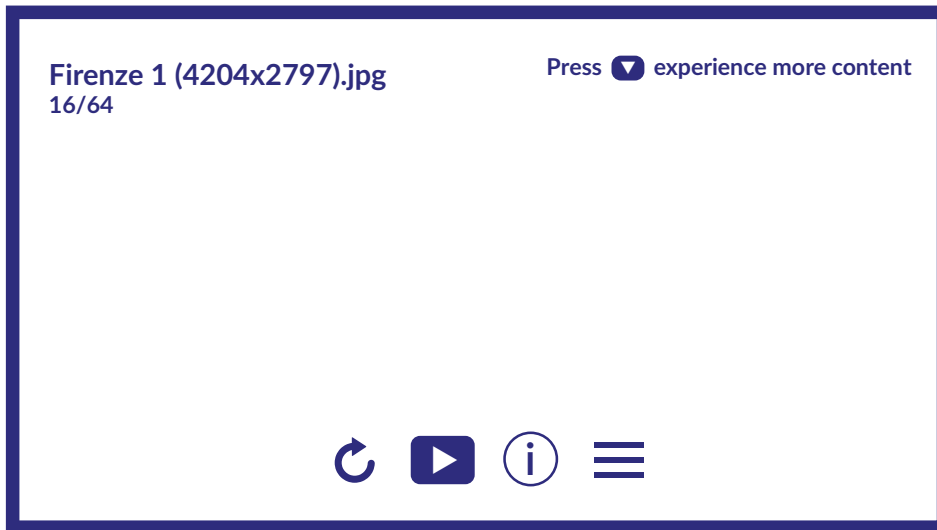 Firenze 1 (4204x2797).jpg
16/64
Press ▼ experience more content